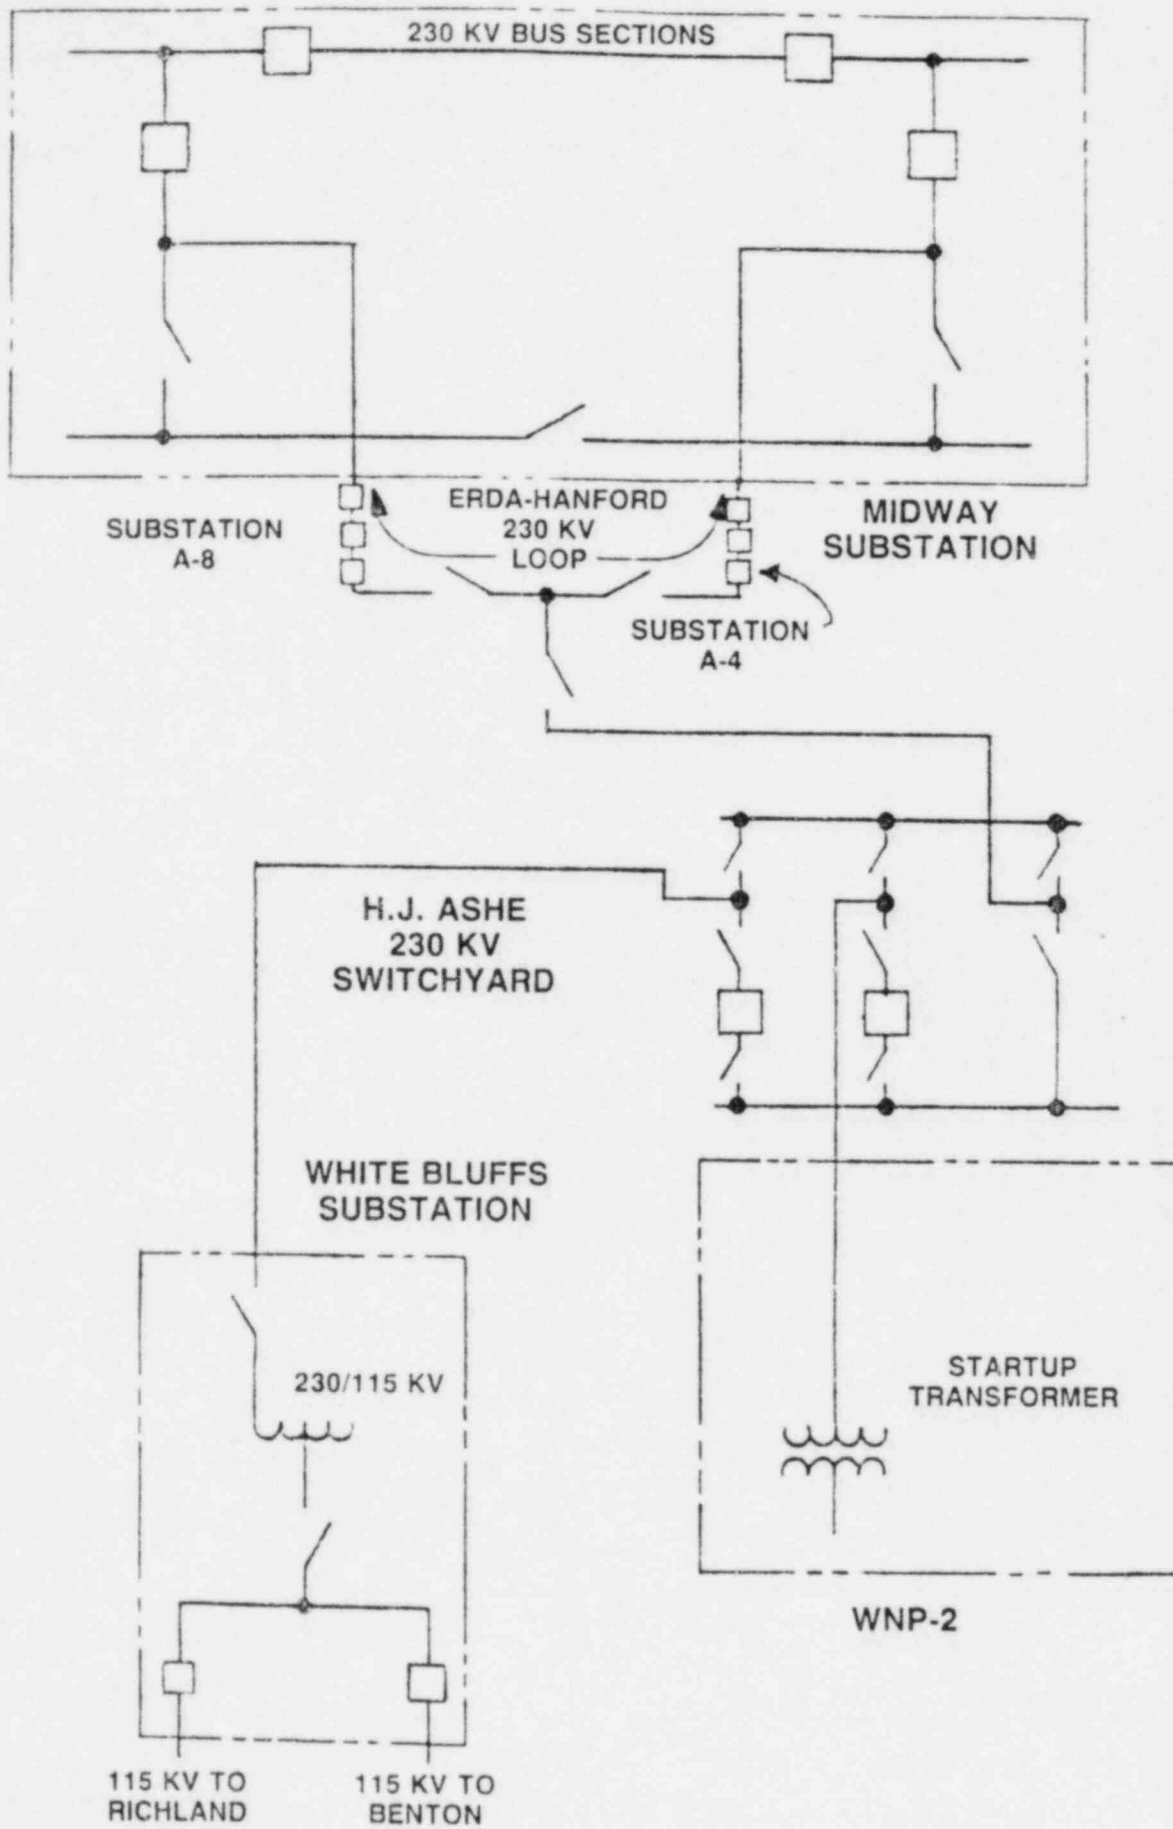 230 KV BUS SECTIONS
SUBSTATION
A-8
ERDA-HANFORD
230 KV
LOOP
MIDWAY
SUBSTATION
SUBSTATION
A-4
H.J. ASHE
230 KV
SWITCHYARD
WHITE BLUFFS
SUBSTATION
230/115 KV
STARTUP
TRANSFORMER
WNP-2
115 KV TO
RICHLAND
115 KV TO
BENTON